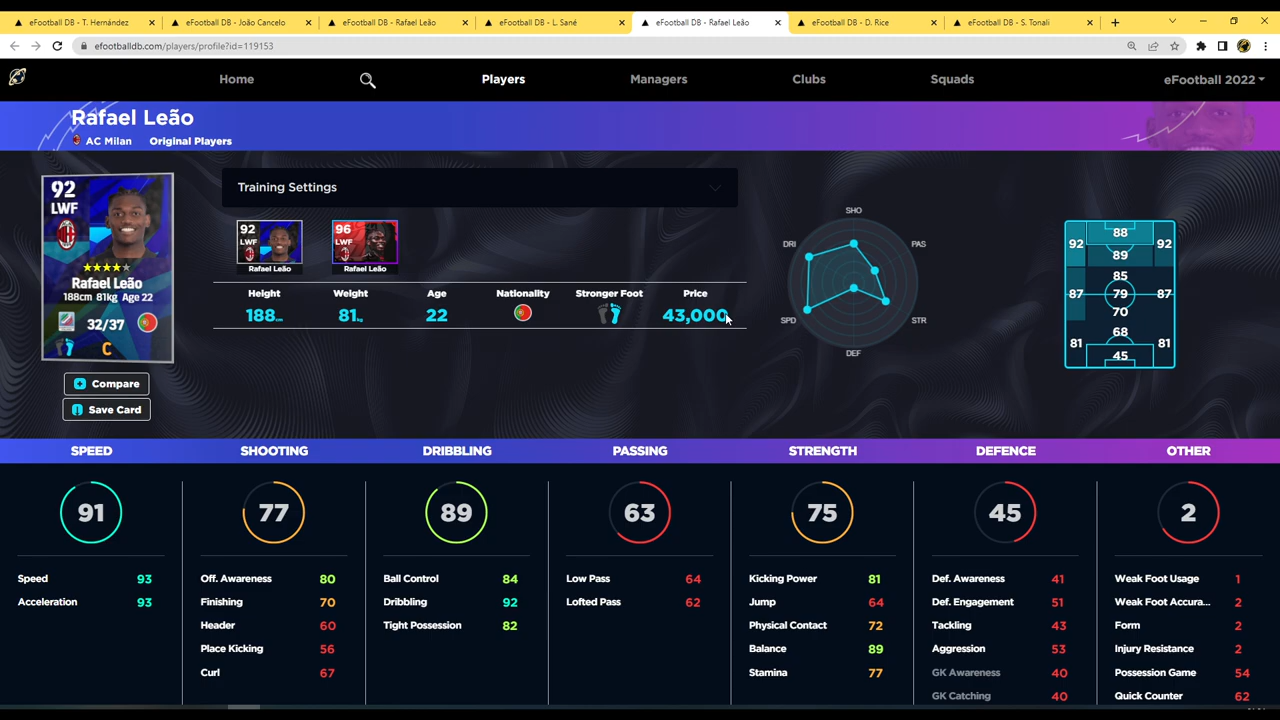 eFootball DB - T. Hernández
eFootball DB - João Cancelo
eFootball DB - Rafael Leão
eFootball DB - L. Sané
eFootball DB - Rafael Leão
eFootball DB - D. Rice
eFootball DB - S. Tonali
efootballdb.com/players/profile?id=119153
Home
Players
Managers
Clubs
Squads
eFootball 2022
Rafael Leão
AC Milan
Original Players
92
LWF
Rafael Leão
188cm 81kg Age 22
32/37
C
Compare
Save Card
Training Settings
92
LWF
Rafael Leão
96
LWF
Rafael Leão
Height
Weight
Age
Nationality
Stronger Foot
Price
188cm
81kg
22
43,000
SHO
DRI
PAS
SPD
STR
DEF
88
92
92
89
85
87
79
87
70
68
81
81
45
SPEED
SHOOTING
DRIBBLING
PASSING
STRENGTH
DEFENCE
OTHER
91
77
89
63
75
45
2
Speed 93
Acceleration 93
Off. Awareness 80
Finishing 70
Header 60
Place Kicking 56
Curl 67
Ball Control 84
Dribbling 92
Tight Possession 82
Low Pass 64
Lofted Pass 62
Kicking Power 81
Jump 64
Physical Contact 72
Balance 89
Stamina 77
Def. Awareness 41
Def. Engagement 51
Tackling 43
Aggression 53
GK Awareness 40
GK Catching 40
Weak Foot Usage 1
Weak Foot Accura... 2
Form 2
Injury Resistance 2
Possession Game 54
Quick Counter 62